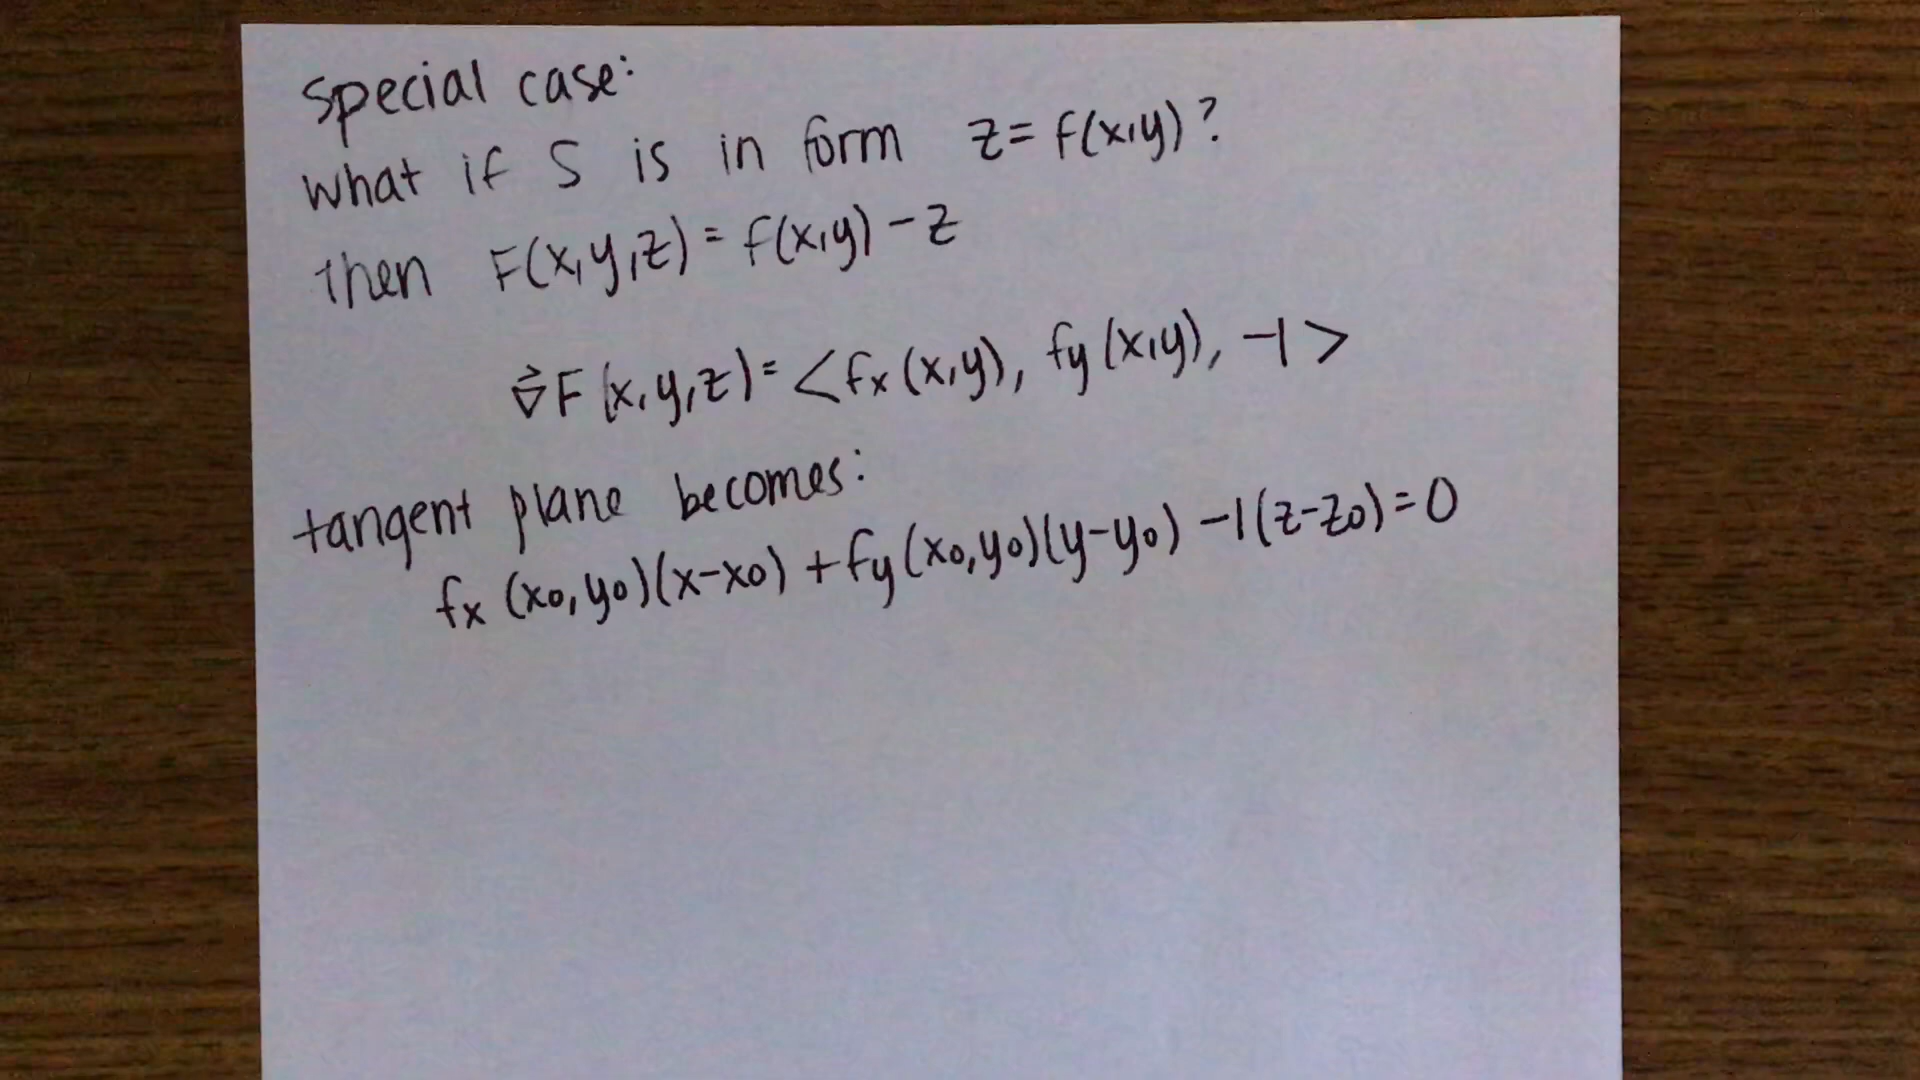 special case:
what if S is in form z = f(x,y)?
then F(x,y,z) = f(x,y) - z
∇⃗F(x,y,z) = <fx(x,y), fy(x,y), -1>
tangent plane becomes:
fx(x0,y0)(x-x0) + fy(x0,y0)(y-y0) -1(z-z0) = 0